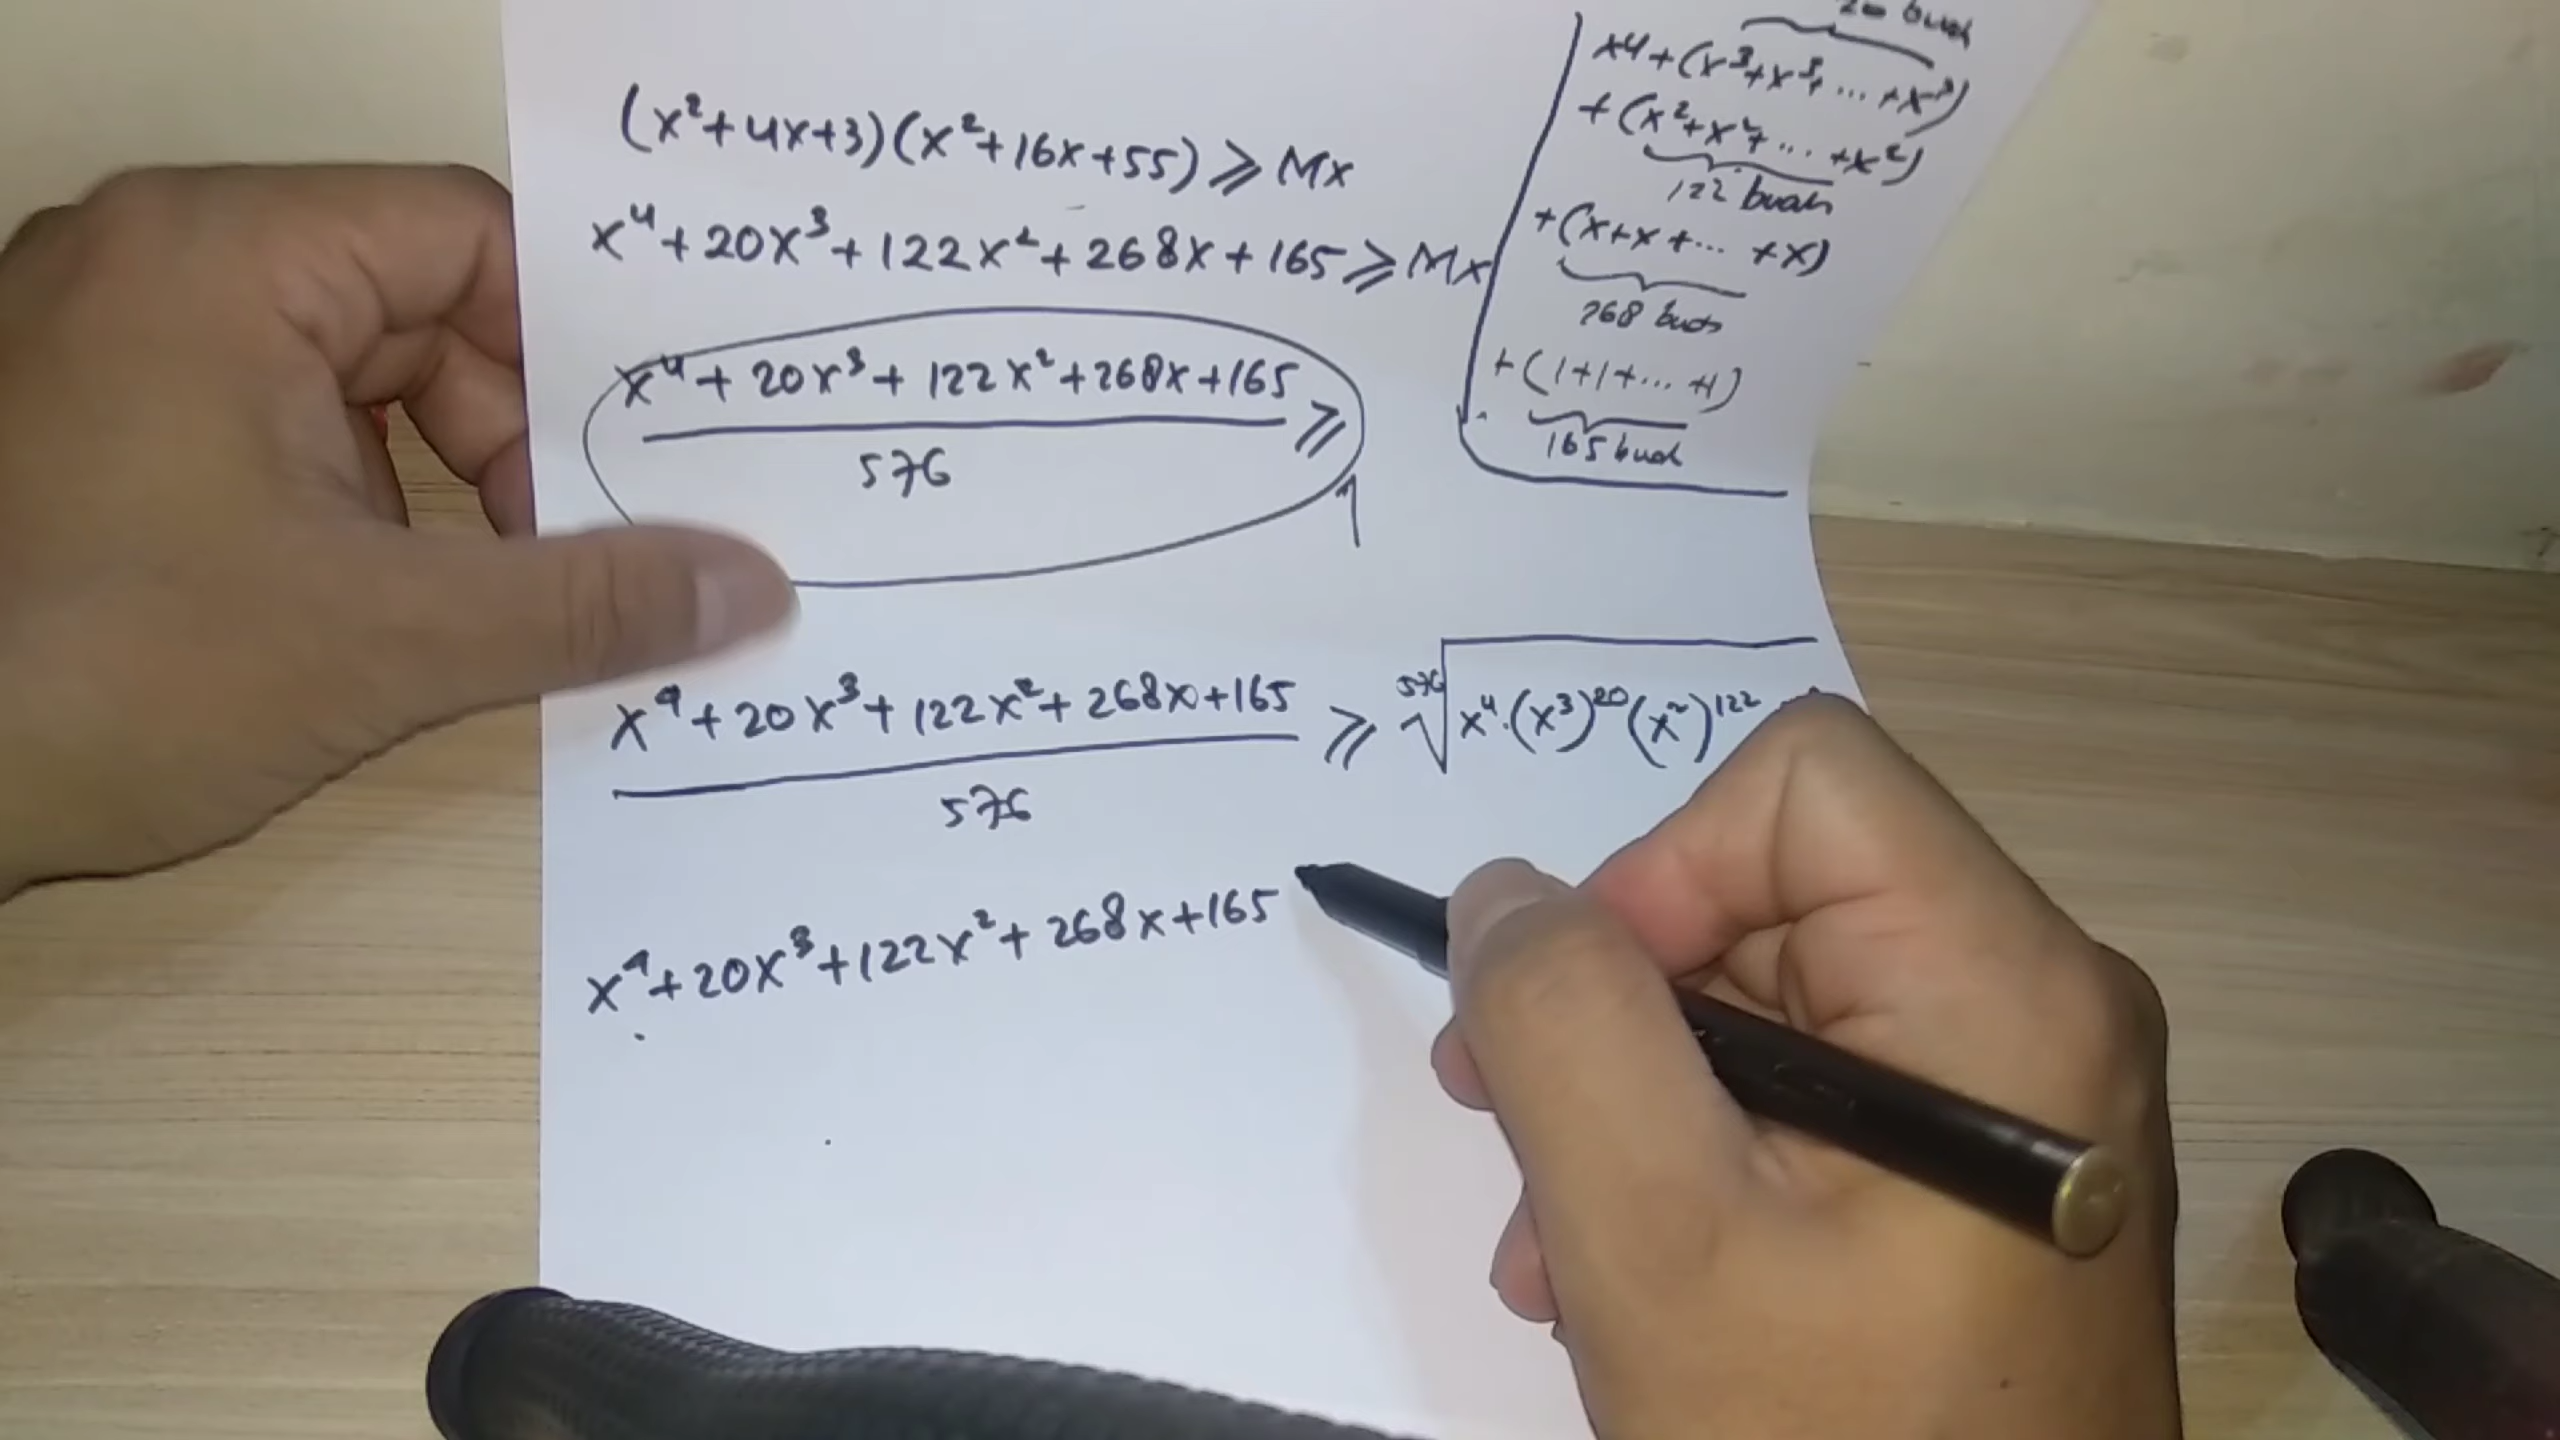 (x²+4x+3)(x²+16x+55) ≥ Mx
x⁴+20x³+122x²+268x+165 ≥ Mx
x⁴+20x³+122x²+268x+165 ≥
576
x⁴+20x³+122x²+268x+165 ≥ ⁵⁷⁶√x⁴.(x³)²⁰(x²)¹²²
576
x⁴+20x³+122x²+268x+165
20 buah
x4+(x³+x³+...+x³)
+(x²+x²+...+x²)
122 buah
+(x+x+...+x)
268 buah
+(1+1+...+1)
165 buah